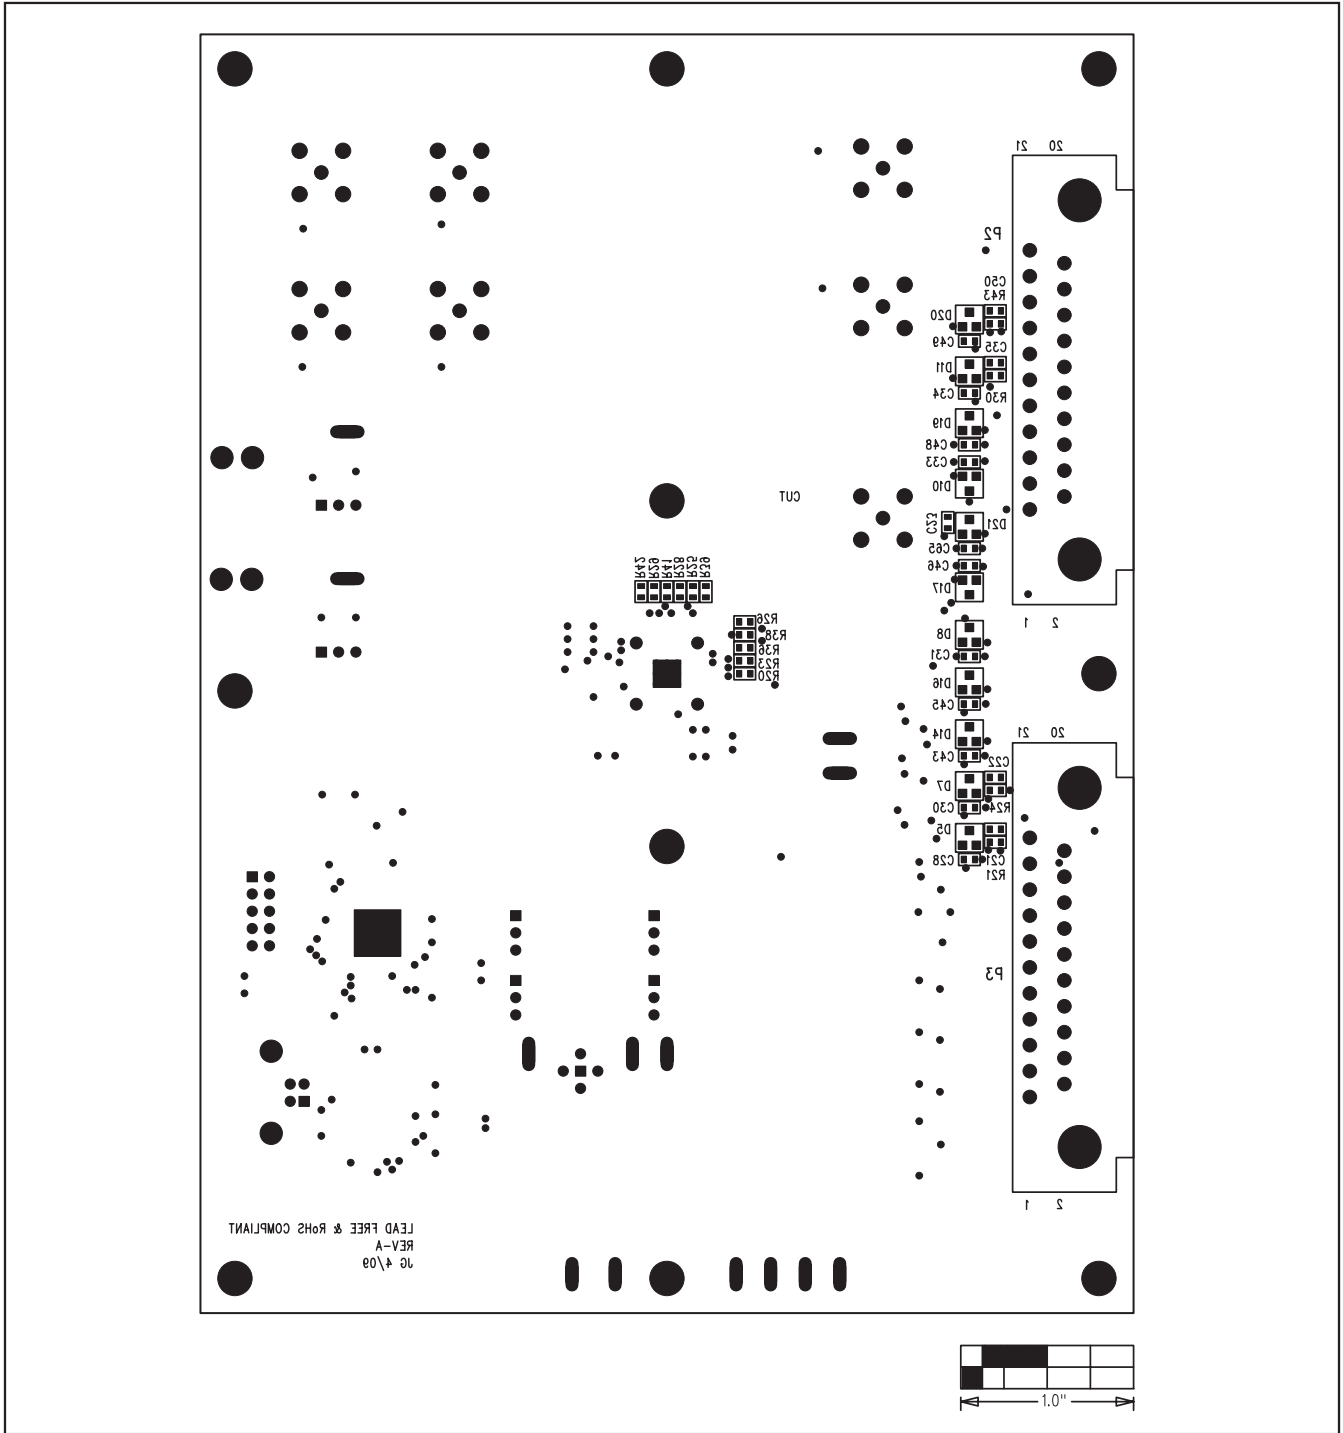 21 20
P2
C50
R43
D20
C49
C35
D11
C34
R30
D19
C48
C33
D10
CUT
C23
D21
C65
C46
D17
R42
R29
R41
R28
R25
R39
R26
R38
R36
R23
R20
1 2
D8
C31
D16
C45
D14
C43
21 20
C22
D7
C30
R24
D5
C28
C21
R21
P3
1 2
LEAD FREE & RoHS COMPLIANT
REV-A
JG 4/09
1.0"